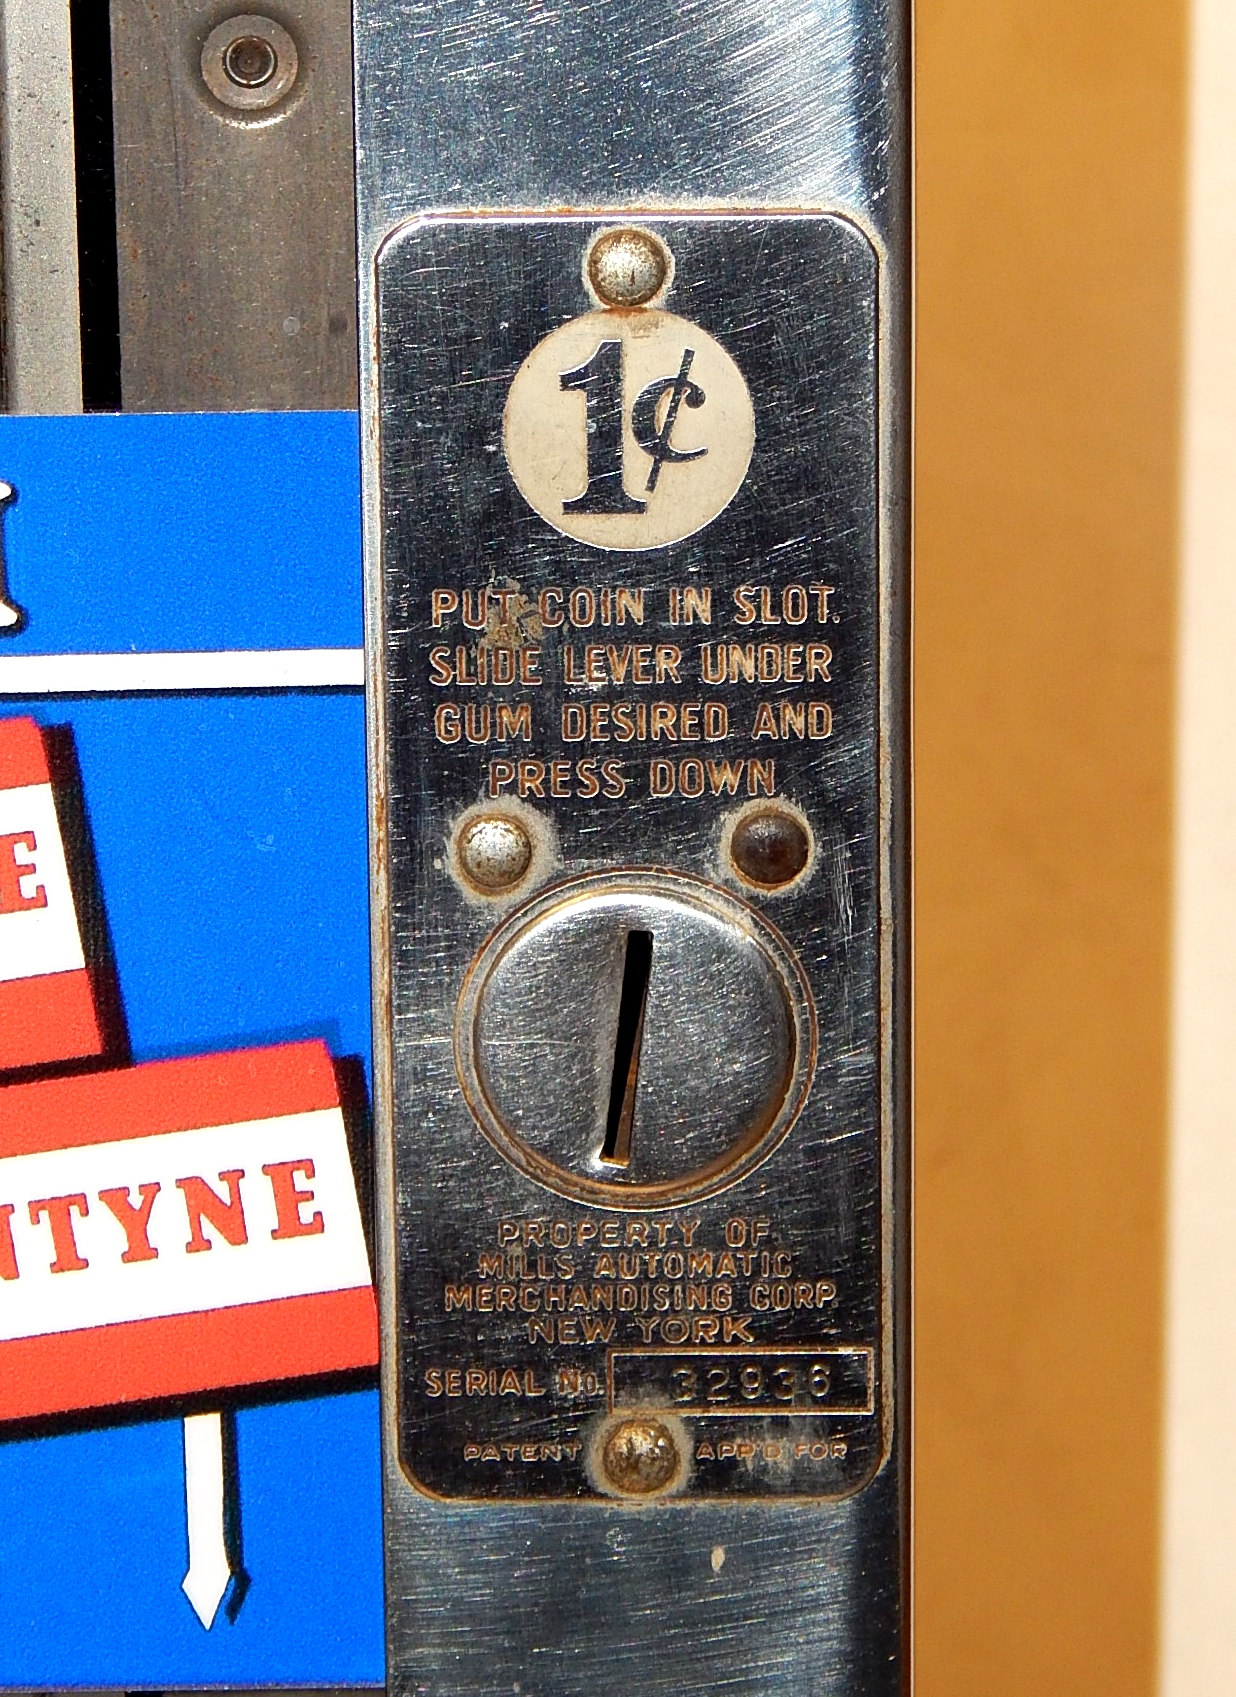 1¢
PUT COIN IN SLOT.
SLIDE LEVER UNDER
GUM DESIRED AND
PRESS DOWN
E
NTYNE
PROPERTY OF
MILLS AUTOMATIC
MERCHANDISING CORP.
NEW YORK
SERIAL No. 32936
PATENT APP'D FOR